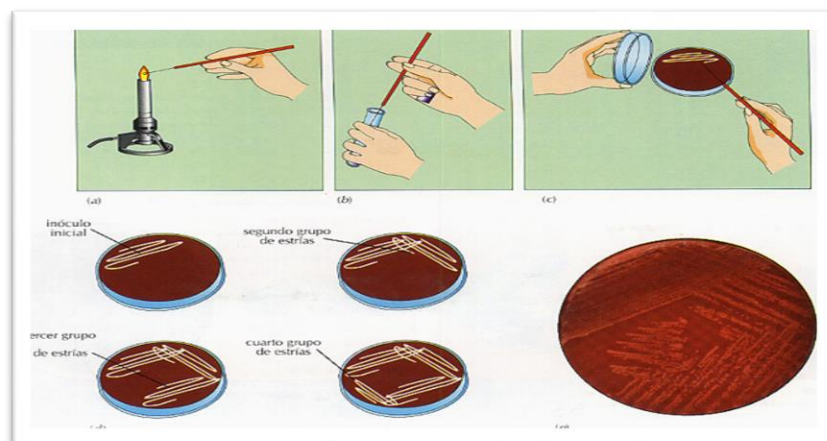 (a)
(b)
(c)
inóculo
inicial
segundo grupo
de estrías
ercer grupo
de estrías
cuarto grupo
de estrías